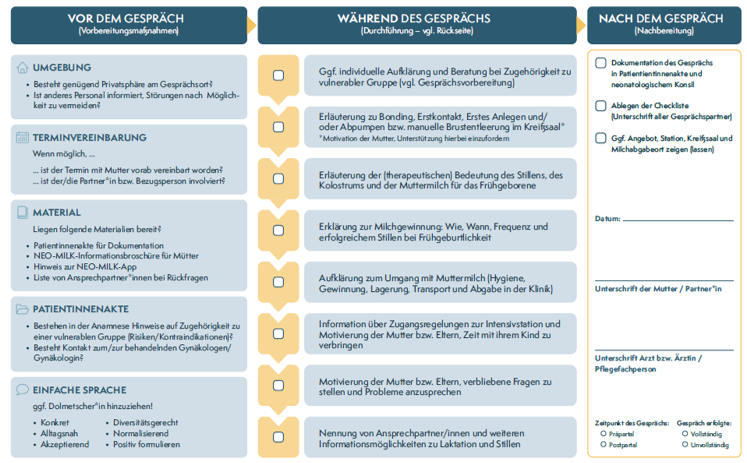 VOR DEM GESPRÄCH
(Vorbereitungsmaßnahmen)
UMGEBUNG
• Besteht genügend Privatsphäre am Gesprächsort?
• Ist anderes Personal informiert, Störungen nach Möglich-
keit zu vermeiden?
TERMINVEREINBARUNG
Wenn möglich, ...
... ist der Termin mit Mutter vorab vereinbart worden?
... ist der/die Partner*in bzw. Bezugsperson involviert?
MATERIAL
Liegen folgende Materialien bereit?
• Patientinnenakte für Dokumentation
• NEO-MILK-Informationsbroschüre für Mütter
• Hinweis zur NEO-MILK-App
• Liste von Ansprechpartner*innen bei Rückfragen
PATIENTINNENAKTE
• Bestehen in der Anamnese Hinweise auf Zugehörigkeit zu
einer vulnerablen Gruppe (Risiken/Kontraindikationen)?
• Besteht Kontakt zum/zur behandelnden Gynäkologen/
Gynäkologin?
EINFACHE SPRACHE
ggf. Dolmetscher*in hinzuziehen!
• Konkret
• Alltagsnah
• Akzeptierend
• Diversitätsgerecht
• Normalisierend
• Positiv formulieren
WÄHREND DES GESPRÄCHS
(Durchführung – vgl. Rückseite)
Ggf. individuelle Aufklärung und Beratung bei Zugehörigkeit zu
vulnerabler Gruppe (vgl. Gesprächsvorbereitung)
Erläuterung zu Bonding, Erstkontakt, Erstes Anlegen und/
oder Abpumpen bzw. manuelle Brustentleerung im Kreißsaal*
*Motivation der Mutter, Unterstützung hierbei einzufordern
Erläuterung der (therapeutischen) Bedeutung des Stillens, des
Kolostrums und der Muttermilch für das Frühgeborene
Erklärung zur Milchgewinnung: Wie, Wann, Frequenz und
erfolgreichem Stillen bei Frühgeburtlichkeit
Aufklärung zum Umgang mit Muttermilch (Hygiene,
Gewinnung, Lagerung, Transport und Abgabe in der Klinik)
Information über Zugangsregelungen zur Intensivstation und
Motivierung der Mutter bzw. Eltern, Zeit mit ihrem Kind zu
verbringen
Motivierung der Mutter bzw. Eltern, verbliebene Fragen zu
stellen und Probleme anzusprechen
Nennung von Ansprechpartner/innen und weiteren
Informationsmöglichkeiten zu Laktation und Stillen
NACH DEM GESPRÄCH
(Nachbereitung)
Dokumentation des Gesprächs
in Patientientinnenakte und
neonatologischem Konsil
Ablegen der Checkliste
(Unterschrift aller Gesprächspartner)
Ggf. Angebot, Station, Kreißsaal und
Milchabgabeort zeigen (lassen)
Datum:
Unterschrift der Mutter / Partner*in
Unterschrift Arzt bzw. Ärztin /
Pflegefachperson
Zeitpunkt des Gesprächs:
Präpartal
Postpartal
Gespräch erfolgte:
Vollständig
Unvollständig